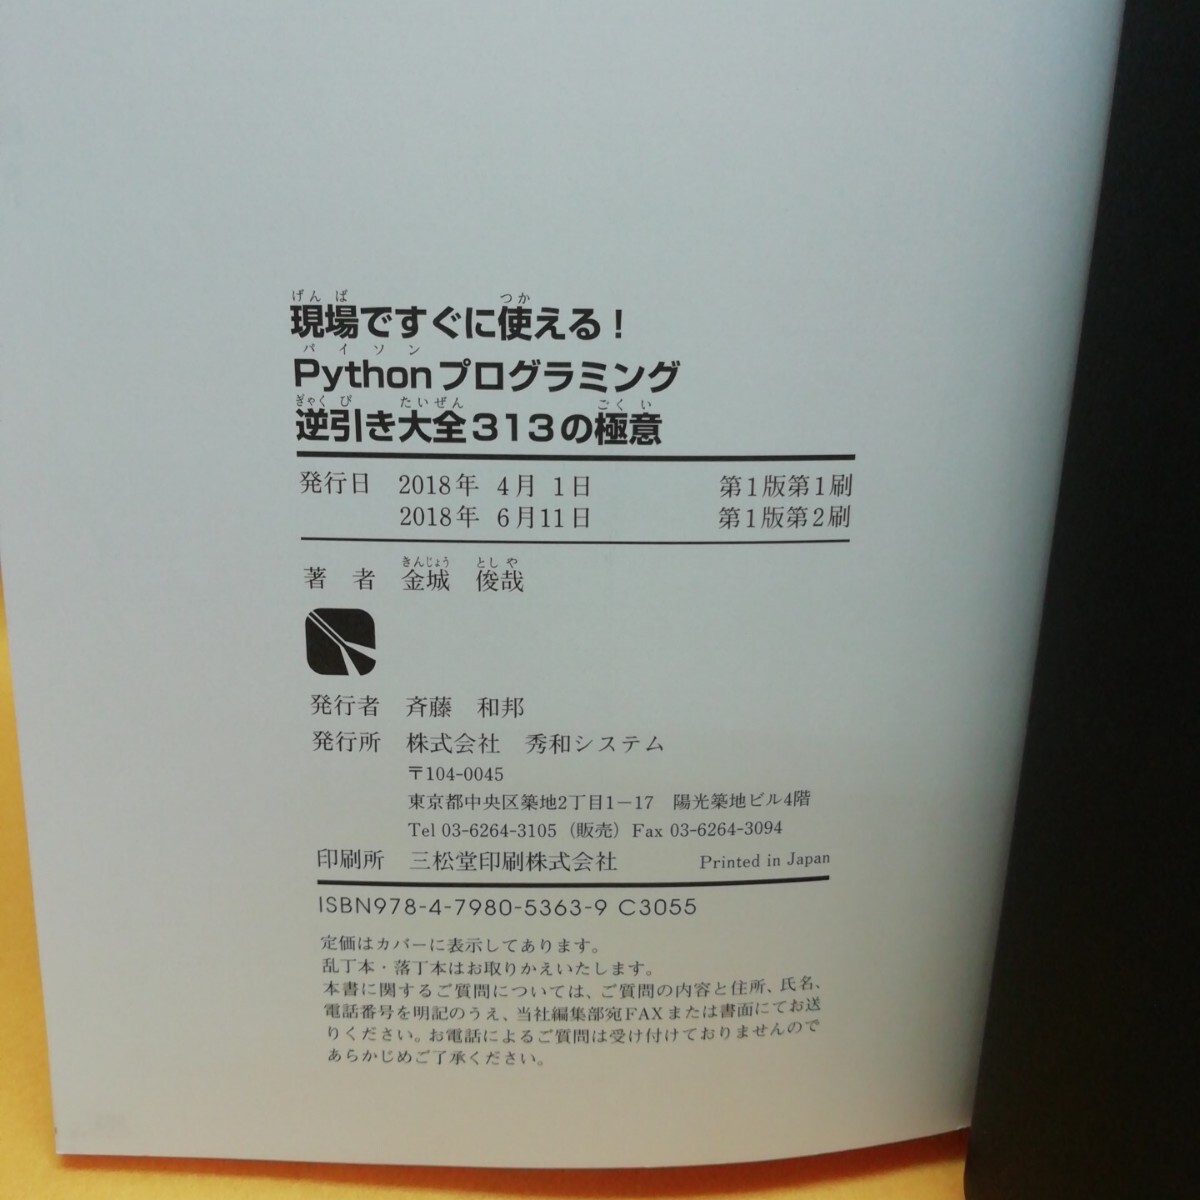 げんば つか
現場ですぐに使える！
パイソン
Pythonプログラミング
ぎゃくび たいぜん ごくい
逆引き大全313の極意
発行日 2018年 4月 1日 第1版第1刷
2018年 6月11日 第1版第2刷
きんじょう としや
著者 金城 俊哉
発行者 斉藤 和邦
発行所 株式会社 秀和システム
〒104-0045
東京都中央区築地2丁目1－17 陽光築地ビル4階
Tel 03-6264-3105（販売）Fax 03-6264-3094
印刷所 三松堂印刷株式会社 Printed in Japan
ISBN978-4-7980-5363-9 C3055
定価はカバーに表示してあります。
乱丁本・落丁本はお取りかえいたします。
本書に関するご質問については、ご質問の内容と住所、氏名、
電話番号を明記のうえ、当社編集部宛FAXまたは書面にてお送
りください。お電話によるご質問は受け付けておりませんので
あらかじめご了承ください。